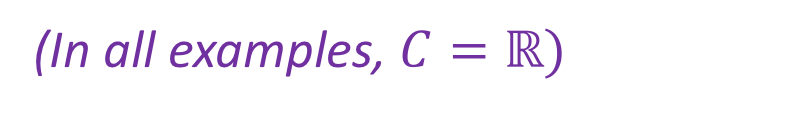 (In all examples, C = ℝ)